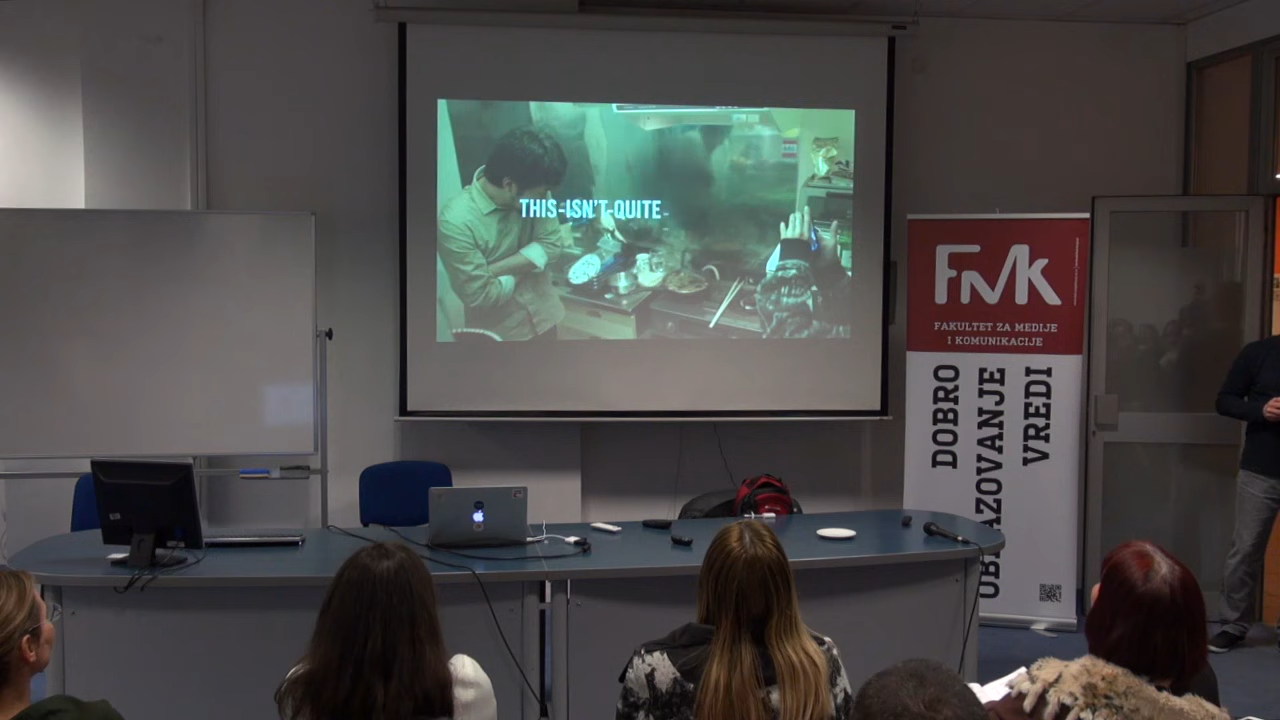 THIS ISN'T QUITE
FMK
FAKULTET ZA MEDIJE
I KOMUNIKACIJE
DOBRO
OBRAZOVANJE
VREDI